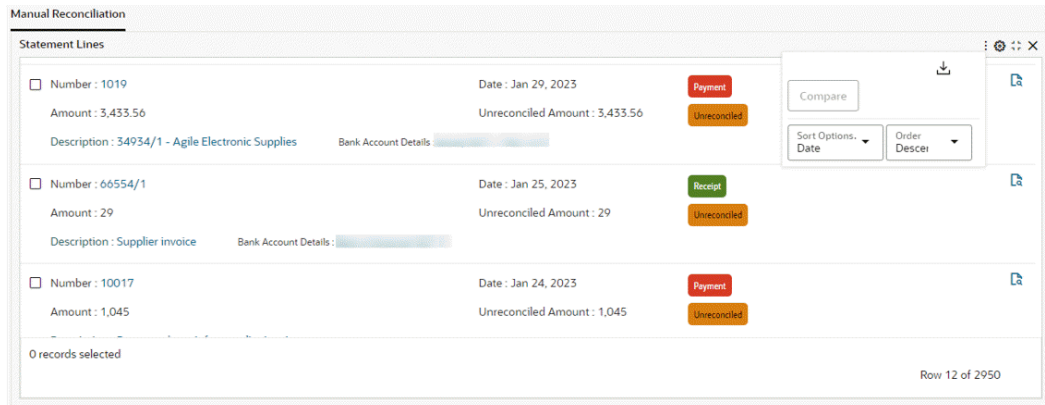 Manual Reconciliation
Statement Lines
Number : 1019
Date : Jan 29, 2023
Payment
Compare
Amount : 3,433.56
Unreconciled Amount : 3,433.56
Unreconciled
Sort Options.
Date
Order
Descer
Description : 34934/1 - Agile Electronic Supplies
Bank Account Details
Number : 66554/1
Date : Jan 25, 2023
Receipt
Amount : 29
Unreconciled Amount : 29
Unreconciled
Description : Supplier invoice
Bank Account Details :
Number : 10017
Date : Jan 24, 2023
Payment
Amount : 1,045
Unreconciled Amount : 1,045
Unreconciled
0 records selected
Row 12 of 2950